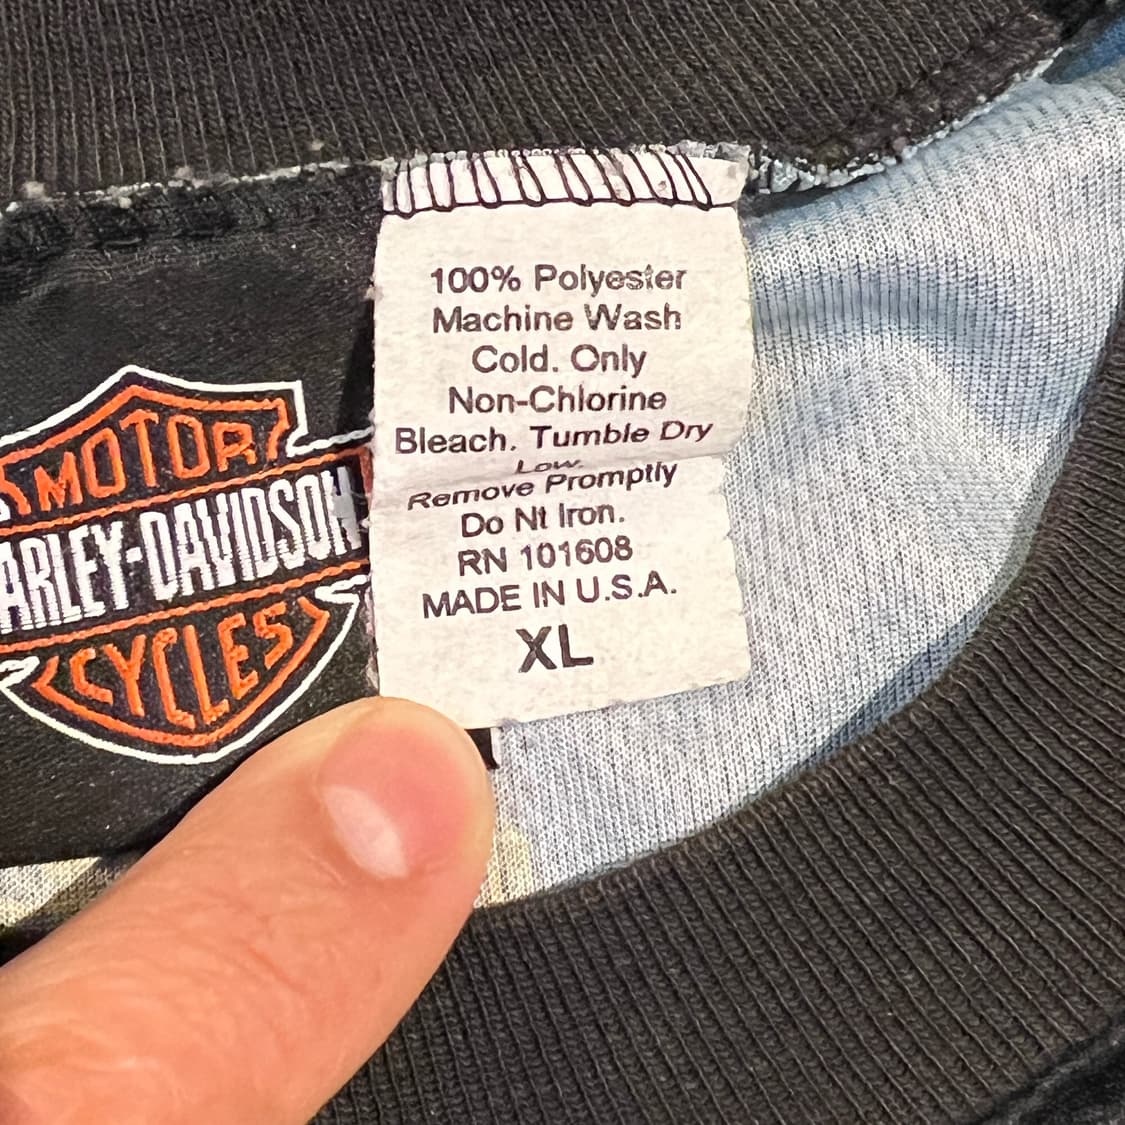 MOTOR
ARLEY-DAVIDSON
CYCLES
100% Polyester
Machine Wash
Cold. Only
Non-Chlorine
Bleach. Tumble Dry
Low.
Remove Promptly
Do Nt Iron.
RN 101608
MADE IN U.S.A.
XL